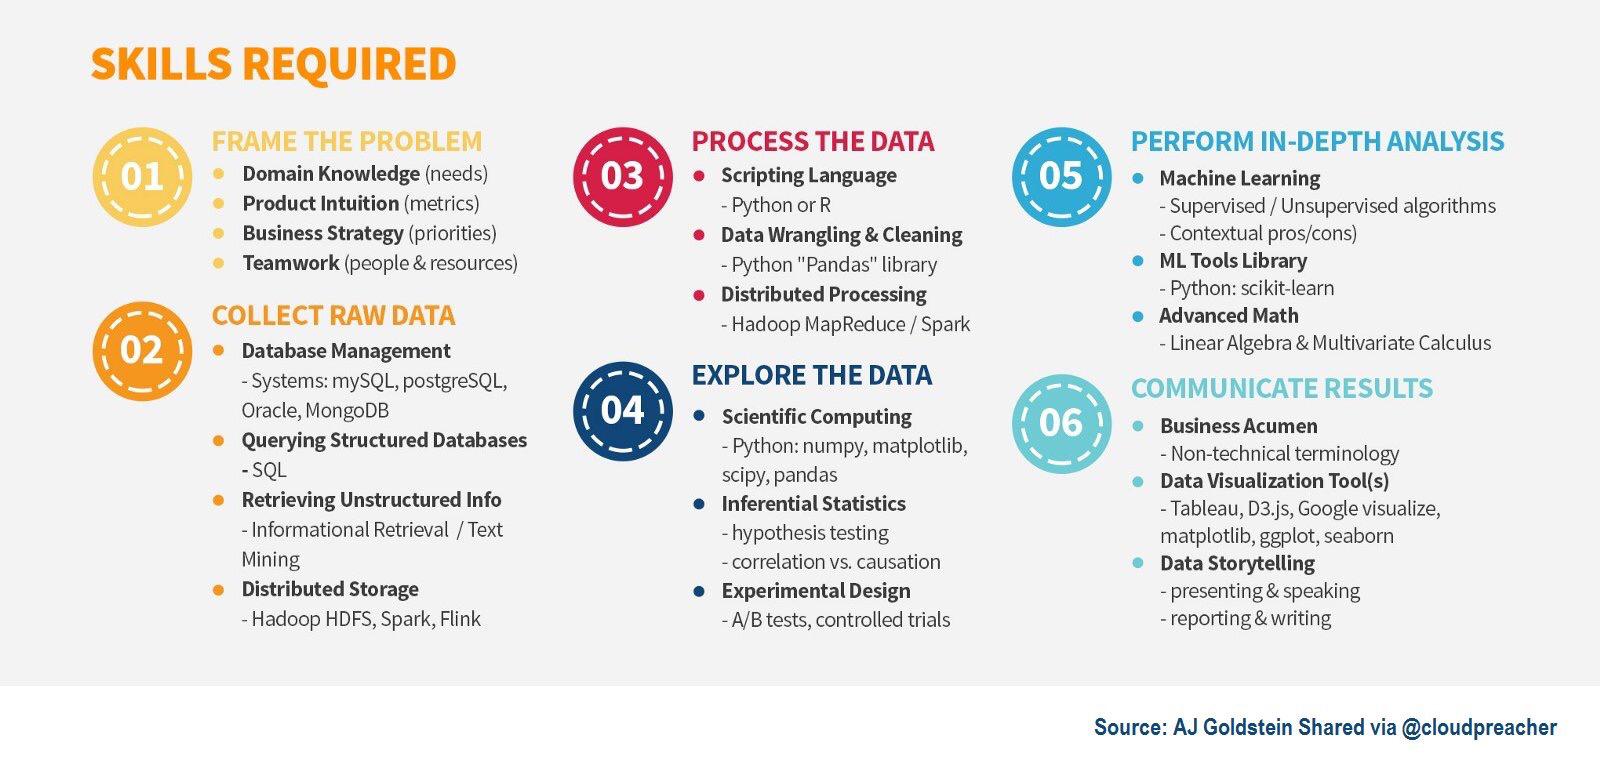 SKILLS REQUIRED
01
FRAME THE PROBLEM
Domain Knowledge (needs)
Product Intuition (metrics)
Business Strategy (priorities)
Teamwork (people & resources)
02
COLLECT RAW DATA
Database Management
- Systems: mySQL, postgreSQL,
Oracle, MongoDB
Querying Structured Databases
- SQL
Retrieving Unstructured Info
- Informational Retrieval / Text
Mining
Distributed Storage
- Hadoop HDFS, Spark, Flink
03
PROCESS THE DATA
Scripting Language
- Python or R
Data Wrangling & Cleaning
- Python "Pandas" library
Distributed Processing
- Hadoop MapReduce / Spark
04
EXPLORE THE DATA
Scientific Computing
- Python: numpy, matplotlib,
scipy, pandas
Inferential Statistics
- hypothesis testing
- correlation vs. causation
Experimental Design
- A/B tests, controlled trials
05
PERFORM IN-DEPTH ANALYSIS
Machine Learning
- Supervised / Unsupervised algorithms
- Contextual pros/cons)
ML Tools Library
- Python: scikit-learn
Advanced Math
- Linear Algebra & Multivariate Calculus
06
COMMUNICATE RESULTS
Business Acumen
- Non-technical terminology
Data Visualization Tool(s)
- Tableau, D3.js, Google visualize,
matplotlib, ggplot, seaborn
Data Storytelling
- presenting & speaking
- reporting & writing
Source: AJ Goldstein Shared via @cloudpreacher